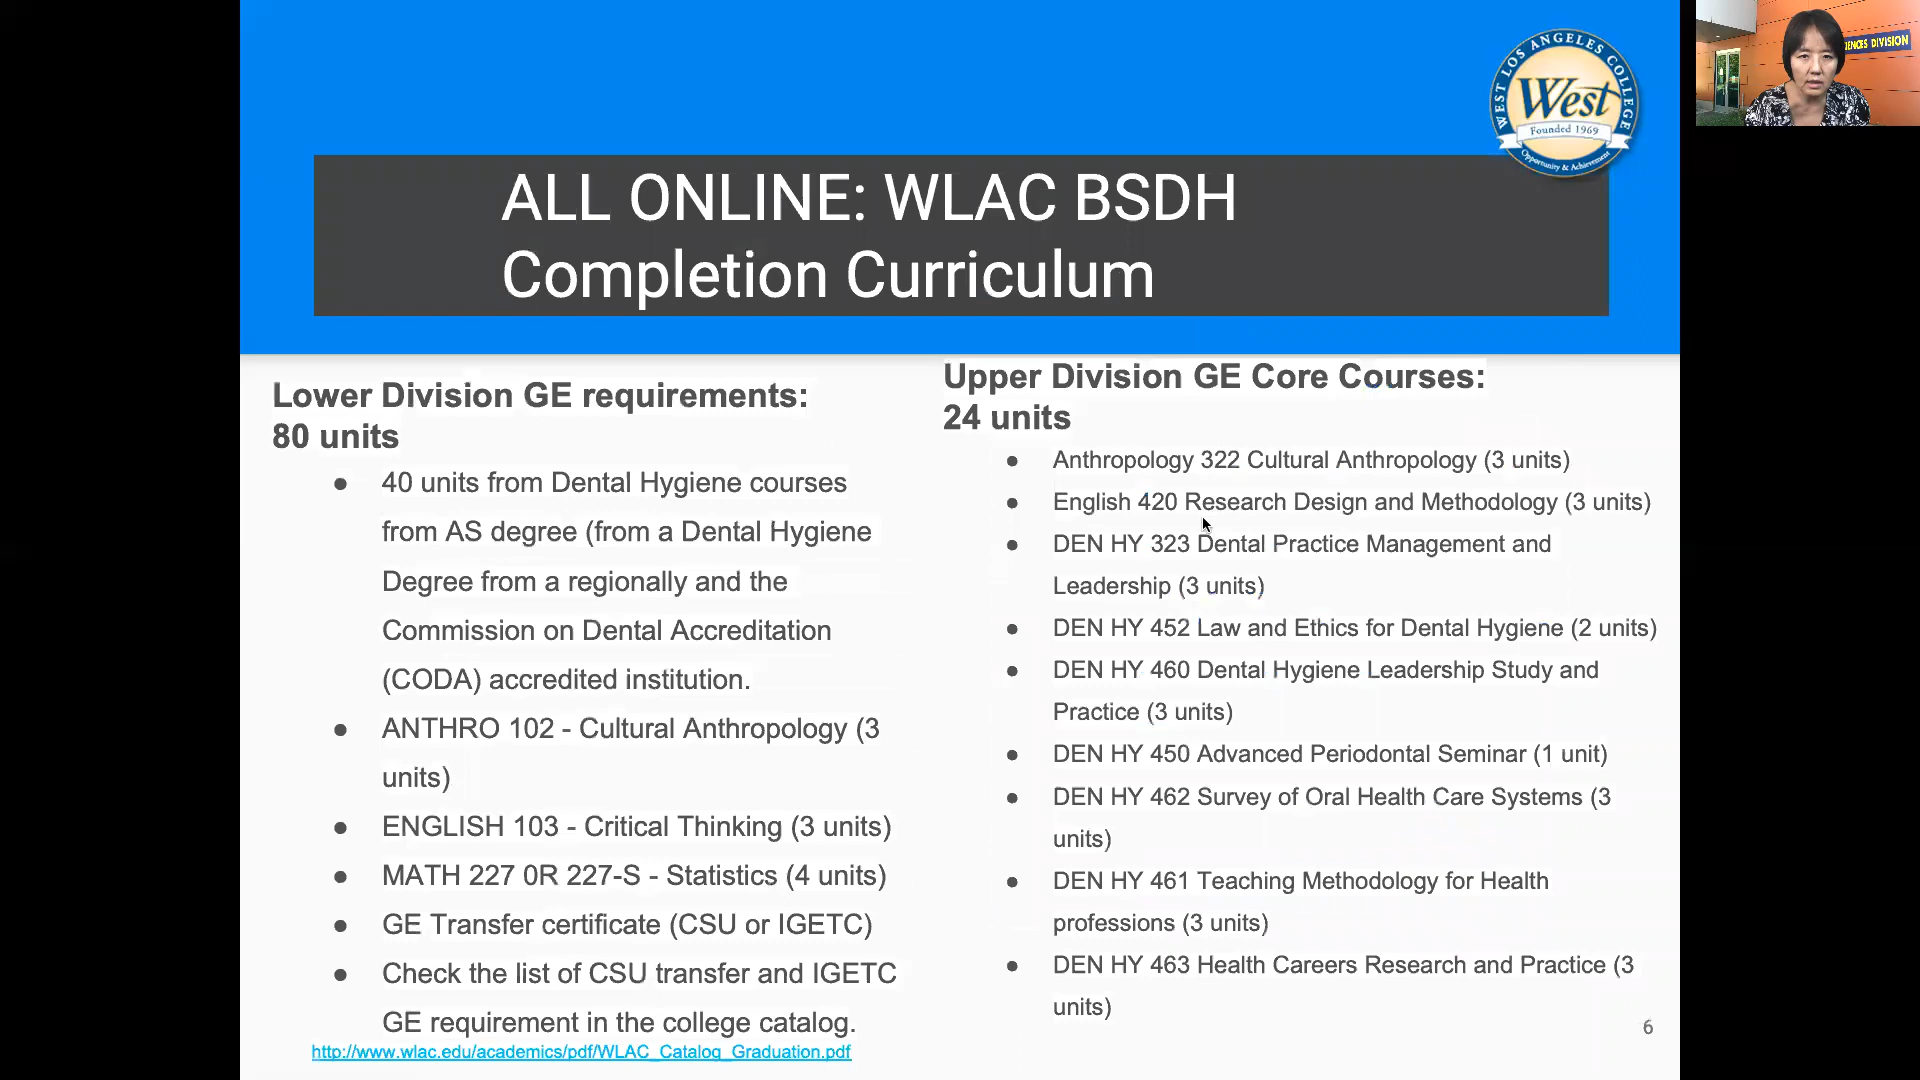 WEST LOS ANGELES COLLEGE
West
Founded 1969
Opportunity & Achievement
IENCES DIVISION
ALL ONLINE: WLAC BSDH
Completion Curriculum
Lower Division GE requirements:
80 units
● 40 units from Dental Hygiene courses
from AS degree (from a Dental Hygiene
Degree from a regionally and the
Commission on Dental Accreditation
(CODA) accredited institution.
● ANTHRO 102 - Cultural Anthropology (3
units)
● ENGLISH 103 - Critical Thinking (3 units)
● MATH 227 0R 227-S - Statistics (4 units)
● GE Transfer certificate (CSU or IGETC)
● Check the list of CSU transfer and IGETC
GE requirement in the college catalog.
http://www.wlac.edu/academics/pdf/WLAC_Catalog_Graduation.pdf
Upper Division GE Core Courses:
24 units
● Anthropology 322 Cultural Anthropology (3 units)
● English 420 Research Design and Methodology (3 units)
● DEN HY 323 Dental Practice Management and
Leadership (3 units)
● DEN HY 452 Law and Ethics for Dental Hygiene (2 units)
● DEN HY 460 Dental Hygiene Leadership Study and
Practice (3 units)
● DEN HY 450 Advanced Periodontal Seminar (1 unit)
● DEN HY 462 Survey of Oral Health Care Systems (3
units)
● DEN HY 461 Teaching Methodology for Health
professions (3 units)
● DEN HY 463 Health Careers Research and Practice (3
units)
6